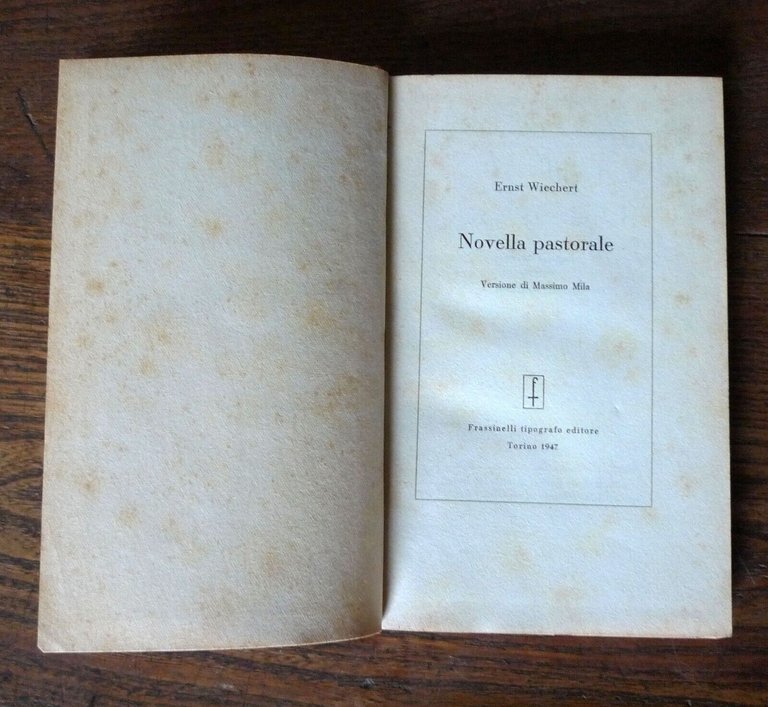 Ernst Wiechert
Novella pastorale
Versione di Massimo Mila
f
Frassinelli tipografo editore
Torino 1947